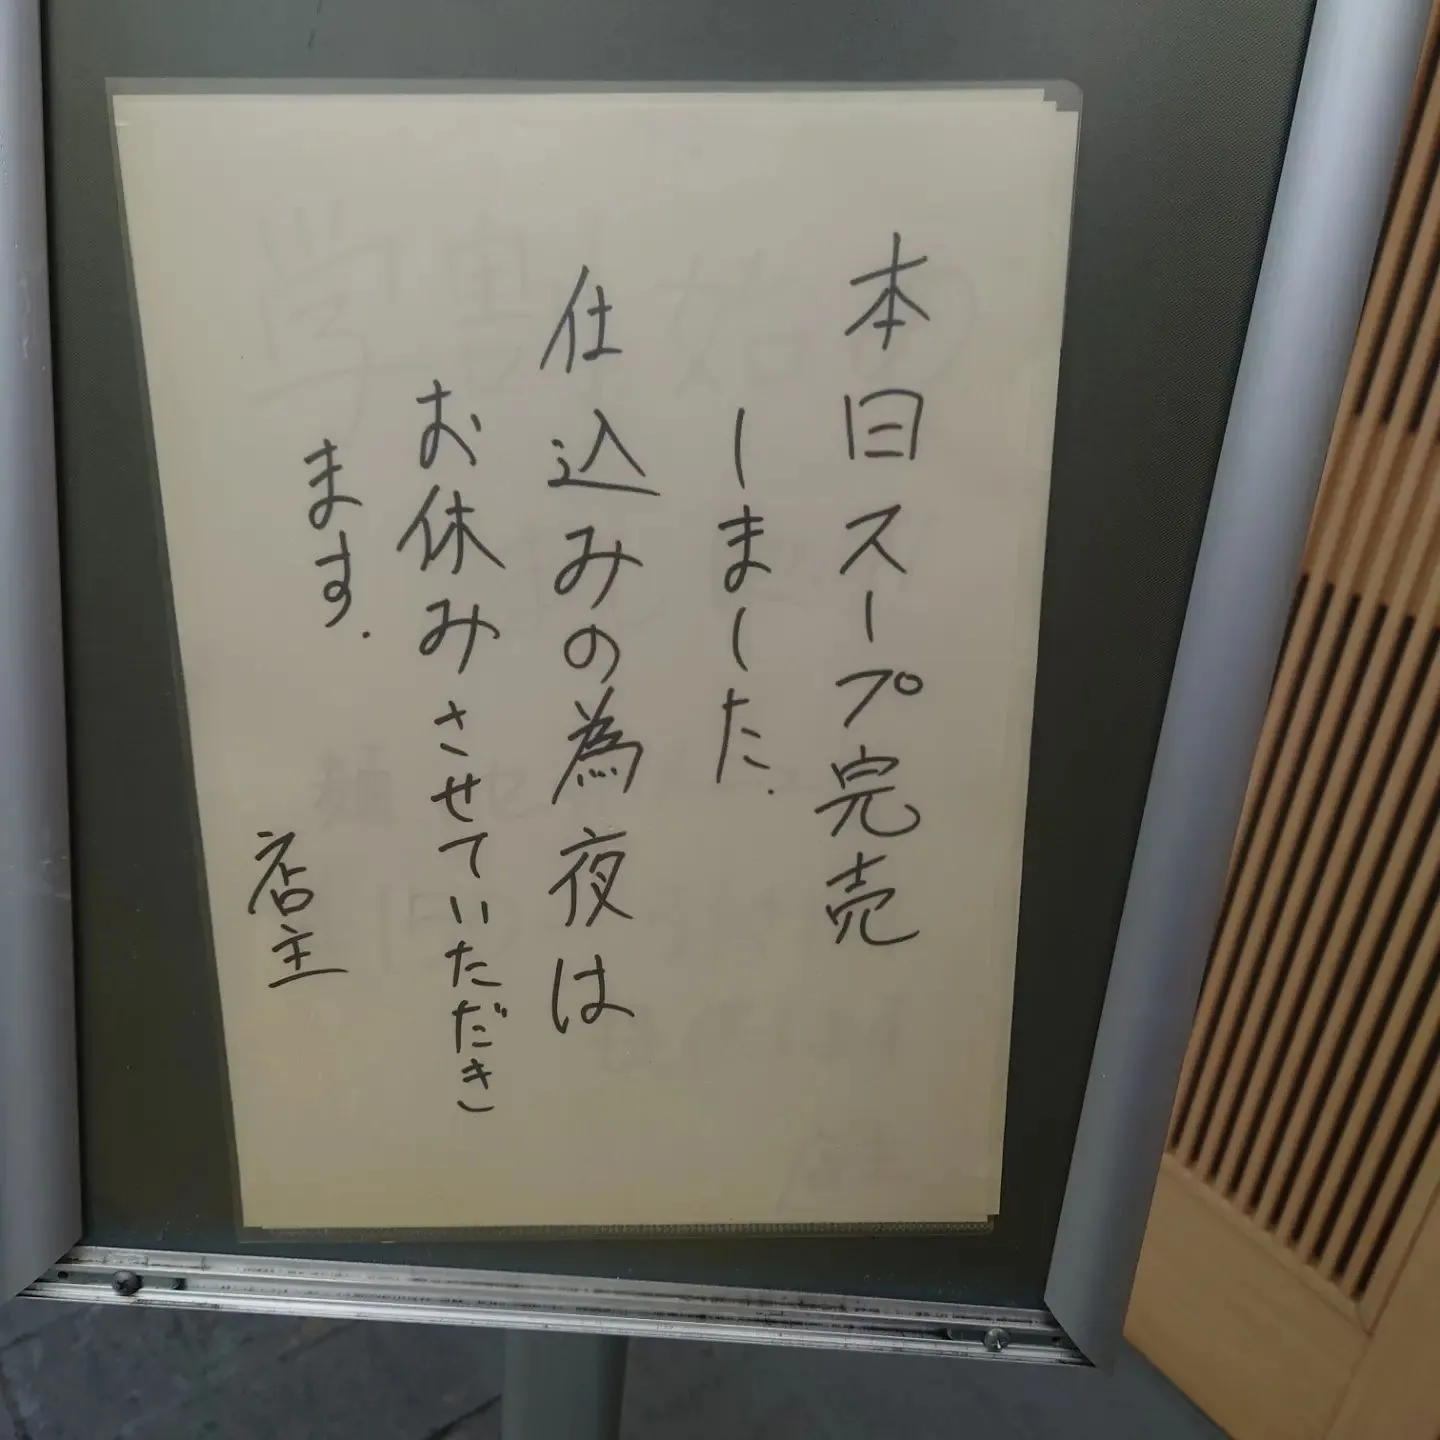 本日スープ完売
しました.
仕込みの為夜は
お休みさせていただき
ます.
店主